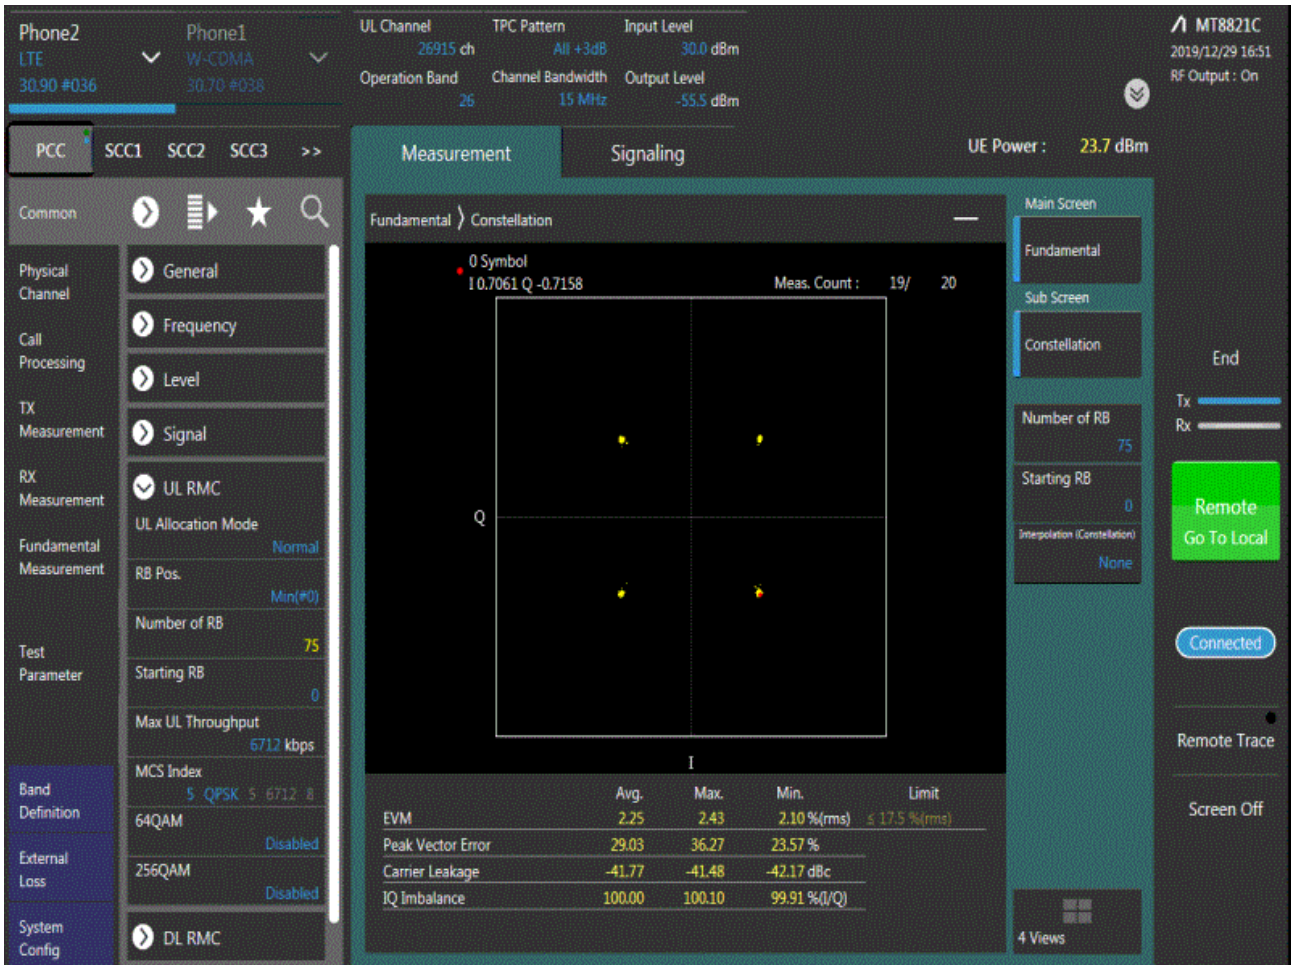 Phone2
LTE
30.90 #036
Phone1
W-CDMA
30.70 #038
UL Channel
26915 ch
TPC Pattern
All +3dB
Input Level
30.0 dBm
Operation Band
26
Channel Bandwidth
15 MHz
Output Level
-55.5 dBm
MT8821C
2019/12/29 16:51
RF Output : On
PCC SCC1 SCC2 SCC3 >>
Measurement
Signaling
UE Power : 23.7 dBm
Common
Physical
Channel
Call
Processing
TX
Measurement
RX
Measurement
Fundamental
Measurement
Test
Parameter
Band
Definition
External
Loss
System
Config
General
Frequency
Level
Signal
UL RMC
UL Allocation Mode
Normal
RB Pos.
Min(#0)
Number of RB
75
Starting RB
0
Max UL Throughput
6712 kbps
MCS Index
5 QPSK 5 6712 8
64QAM
Disabled
256QAM
Disabled
DL RMC
Fundamental ⟩ Constellation
0 Symbol
I 0.7061 Q -0.7158
Meas. Count : 19/ 20
Q
I
Avg. Max. Min. Limit
EVM 2.25 2.43 2.10 %(rms) ≤ 17.5 %(rms)
Peak Vector Error 29.03 36.27 23.57 %
Carrier Leakage -41.77 -41.48 -42.17 dBc
IQ Imbalance 100.00 100.10 99.91 %(I/Q)
Main Screen
Fundamental
Sub Screen
Constellation
Number of RB
75
Starting RB
0
Interpolation (Constellation)
None
4 Views
End
Tx
Rx
Remote
Go To Local
Connected
Remote Trace
Screen Off